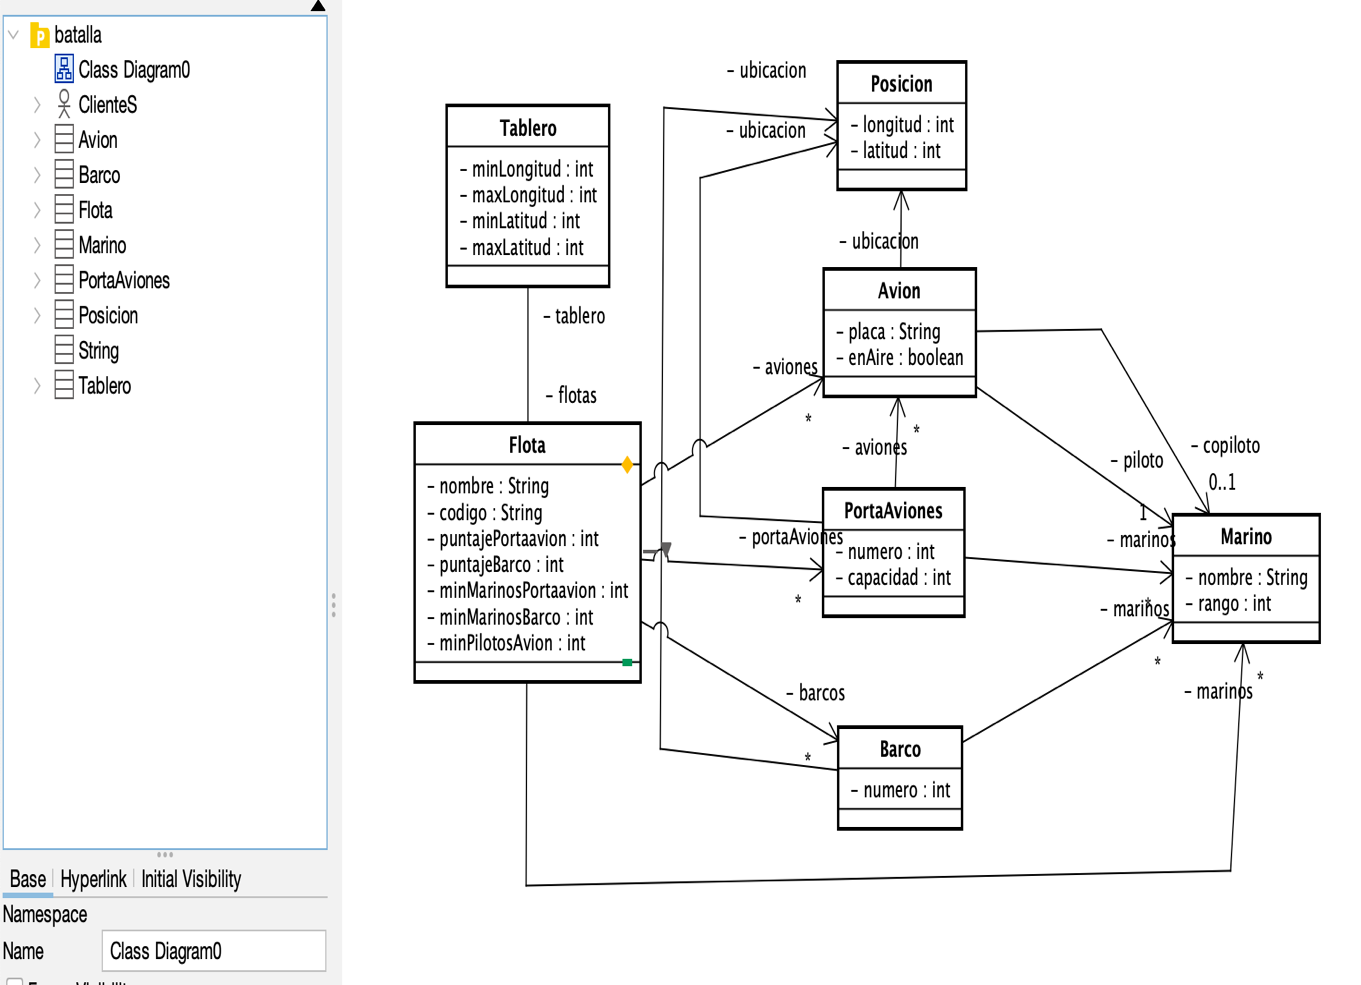 batalla
Class Diagram0
ClienteS
Avion
Barco
Flota
Marino
PortaAviones
Posicion
String
Tablero
Base
Hyperlink
Initial Visibility
Namespace
Name
Class Diagram0
Tablero
– minLongitud : int
– maxLongitud : int
– minLatitud : int
– maxLatitud : int
– tablero
– flotas
Flota
– nombre : String
– codigo : String
– puntajePortaavion : int
– puntajeBarco : int
– minMarinosPortaavion : int
– minMarinosBarco : int
– minPilotosAvion : int
– ubicacion
– ubicacion
Posicion
– longitud : int
– latitud : int
– ubicacion
Avion
– placa : String
– enAire : boolean
– aviones
*
– aviones
*
PortaAviones
– numero : int
– capacidad : int
– portaAviones
*
– barcos
*
Barco
– numero : int
– copiloto
0..1
– piloto
1
– marinos
Marino
– nombre : String
– rango : int
– marinos
*
*
– marinos
*